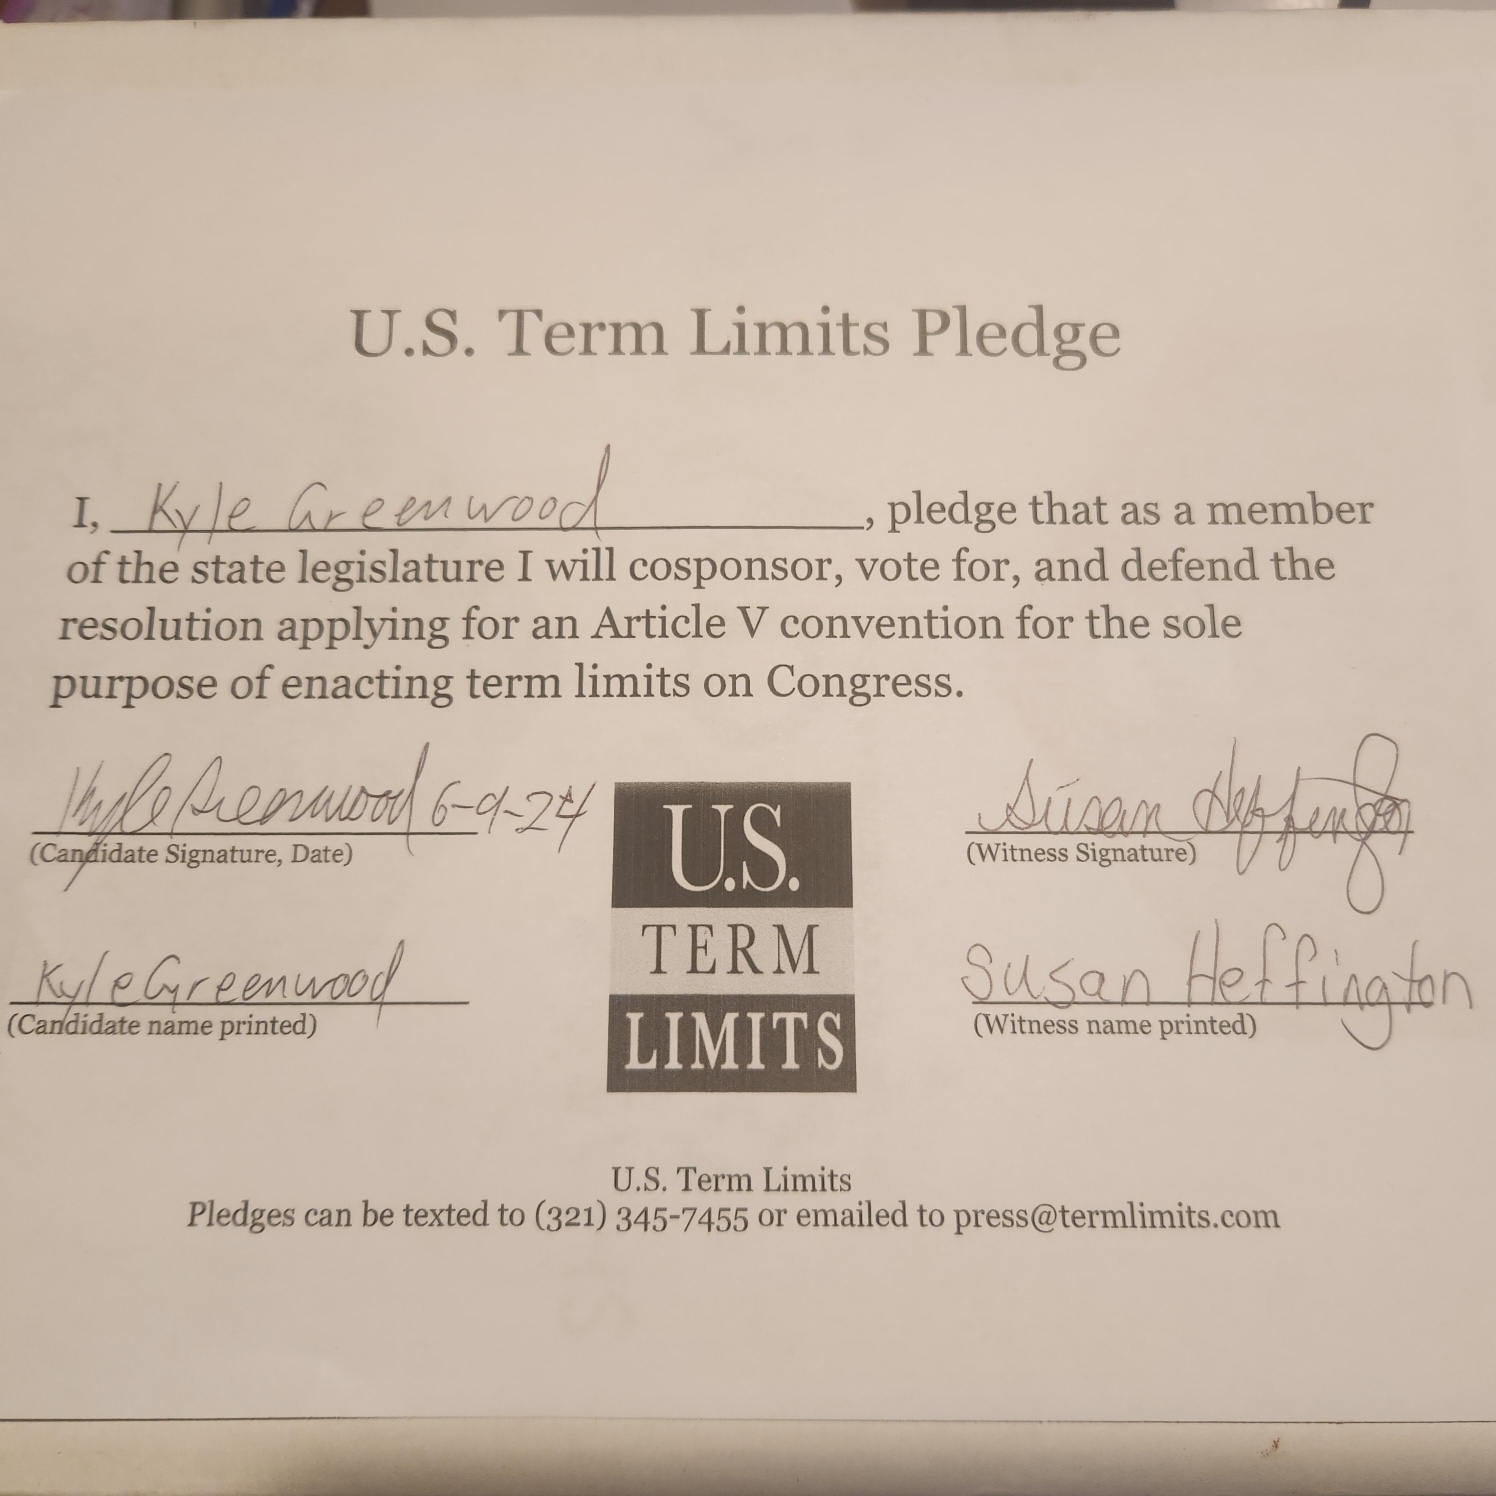 U.S. Term Limits Pledge
I, Kyle Greenwood, pledge that as a member
of the state legislature I will cosponsor, vote for, and defend the
resolution applying for an Article V convention for the sole
purpose of enacting term limits on Congress.
Kyle Greenwood 6-9-24
(Candidate Signature, Date)
Susan Heffington
(Witness Signature)
Kyle Greenwood
(Candidate name printed)
Susan Heffington
(Witness name printed)
U.S.
TERM
LIMITS
U.S. Term Limits
Pledges can be texted to (321) 345-7455 or emailed to press@termlimits.com